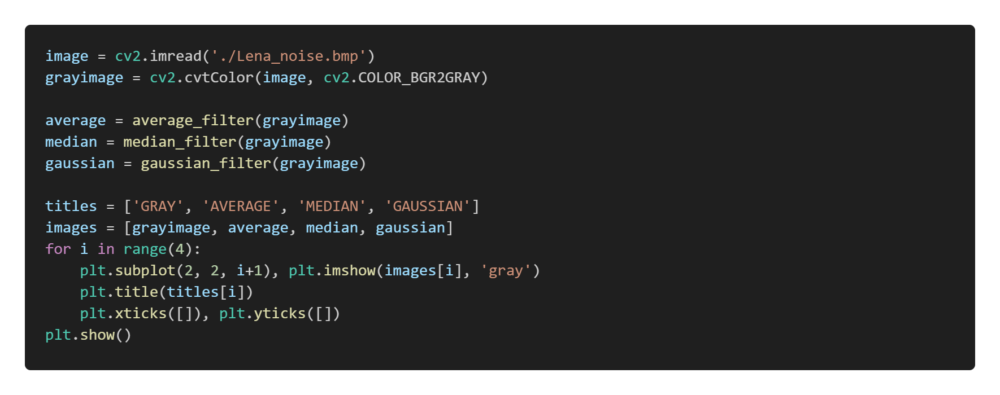 image = cv2.imread('./Lena_noise.bmp')
grayimage = cv2.cvtColor(image, cv2.COLOR_BGR2GRAY)

average = average_filter(grayimage)
median = median_filter(grayimage)
gaussian = gaussian_filter(grayimage)

titles = ['GRAY', 'AVERAGE', 'MEDIAN', 'GAUSSIAN']
images = [grayimage, average, median, gaussian]
for i in range(4):
    plt.subplot(2, 2, i+1), plt.imshow(images[i], 'gray')
    plt.title(titles[i])
    plt.xticks([]), plt.yticks([])
plt.show()